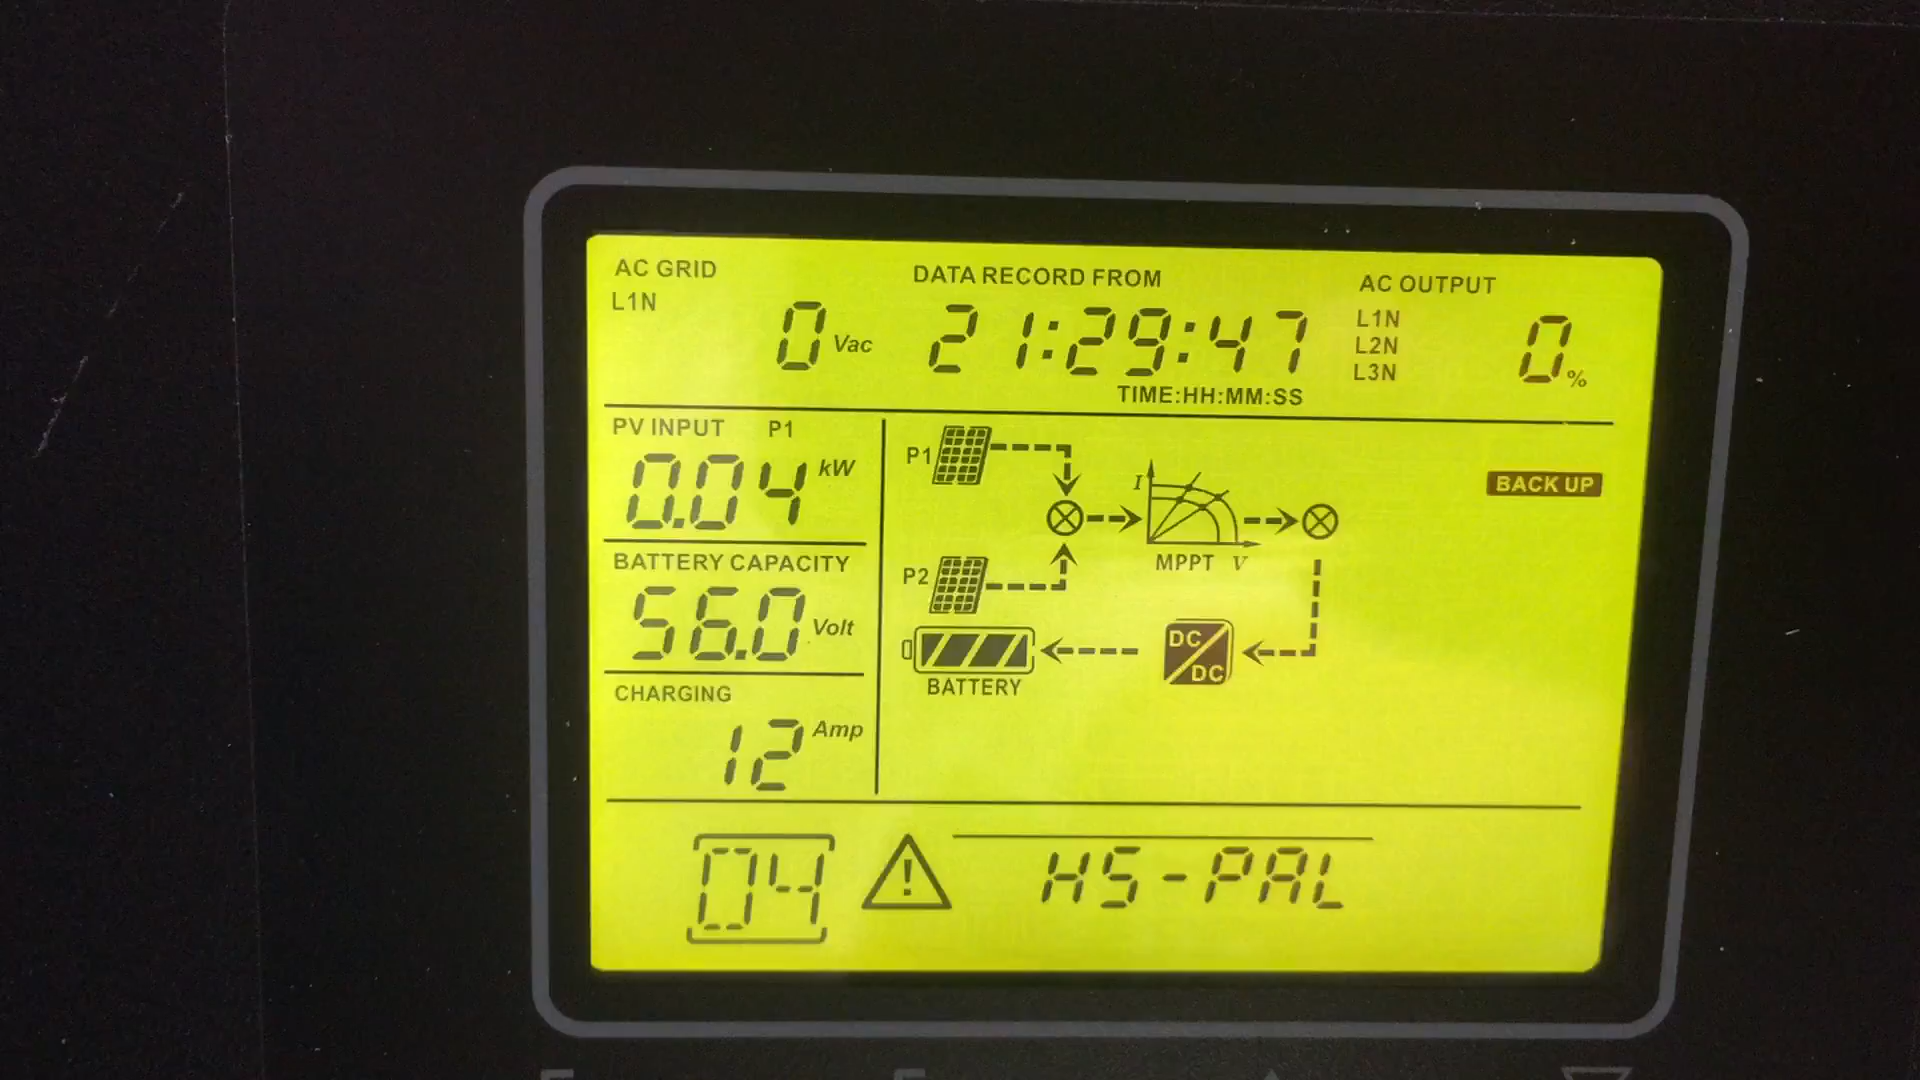 AC GRID
L1N
0 Vac
DATA RECORD FROM
21:29:47
TIME:HH:MM:SS
AC OUTPUT
L1N
L2N
L3N
0%
PV INPUT P1
0.04 kW
BATTERY CAPACITY
56.0 Volt
CHARGING
12 Amp
P1
I
MPPT V
P2
BATTERY
DC
DC
BACK UP
04
HS-PAL